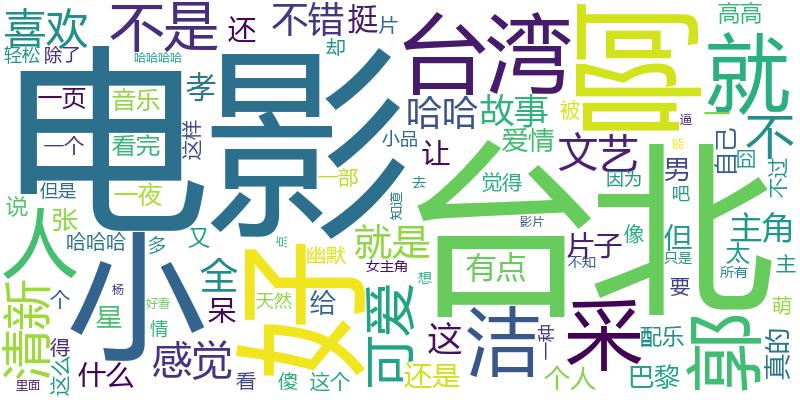 喜欢
不是
还
不错
挺
片
却
台湾
啊
高高
就
轻松
除了
哈哈哈哈
电影
一页
音乐
孝
这样
哈哈
故事
被
一
逼
不
一个
看完
小品
爱情
让
文艺
能
自己
囧
不过
但是
一夜
一部
知道
去
觉得
台北
男
因为
吧
说
张
人
小
哈哈哈
多
又
点
幽默
就是
女主角
影片
片子
像
但
只是
主角
太
所有
主
不知
有点
想
清新
个
杨
星
好看
情
全
呆
好
天然
给
可爱
洁
采
要
郭
萌
配乐
真的
得
这么
里面
什么
感觉
看
傻
这个
这
还是
一种
个人
巴黎